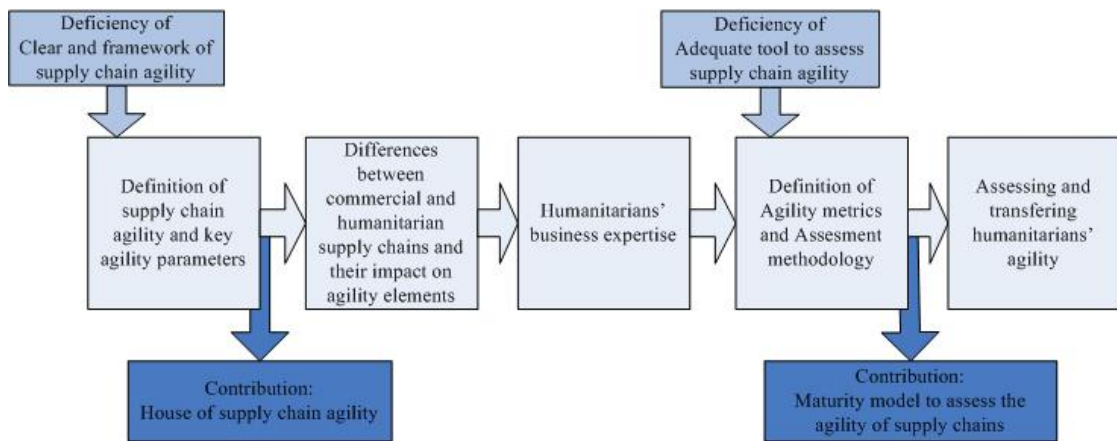 Deficiency of
Clear and framework of
supply chain agility
Deficiency of
Adequate tool to assess
supply chain agility
Definition of
supply chain
agility and key
agility parameters
Differences
between
commercial and
humanitarian
supply chains and
their impact on
agility elements
Humanitarians’
business expertise
Definition of
Agility metrics
and Assesment
methodology
Assessing and
transfering
humanitarians’
agility
Contribution:
House of supply chain agility
Contribution:
Maturity model to assess the
agility of supply chains